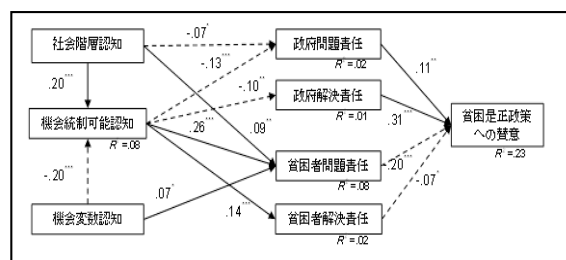 社会階層認知
-.07*
政府問題責任
R²=.02
.11**
-.13***
.20***
-.10**
政府解決責任
R²=.01
.31***
機会統制可能認知
R²=.08
.26***
.09**
貧困是正政策
への賛意
R²=.23
貧困者問題責任
R²=.08
-.20***
-.20***
.07*
-.07*
機会変数認知
.14***
貧困者解決責任
R²=.02